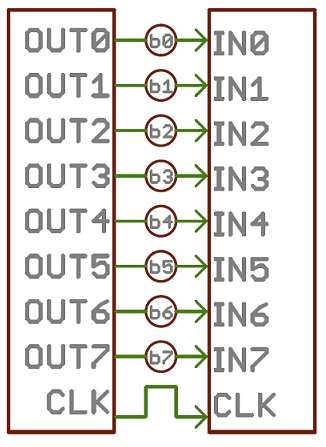 OUT0 b0 IN0
OUT1 b1 IN1
OUT2 b2 IN2
OUT3 b3 IN3
OUT4 b4 IN4
OUT5 b5 IN5
OUT6 b6 IN6
OUT7 b7 IN7
CLK CLK